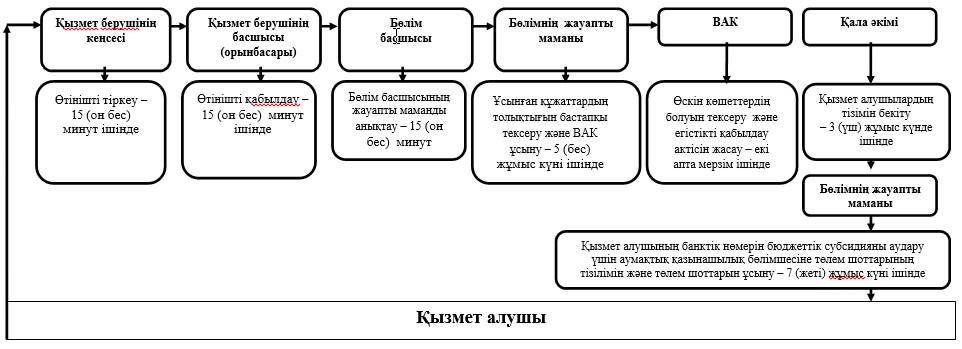 Қызмет берушінің
кеңсесі
Қызмет берушінің
басшысы
(орынбасары)
Бөлім
басшысы
Бөлімнің жауапты
маманы
ВАК
Қала әкімі
Өтінішті тіркеу –
15 (он бес)
минут ішінде
Өтінішті қабылдау –
15 (он бес)  минут
ішінде
Бөлім басшысының
жауапты маманды
анықтау – 15 (он
бес)  минут
Ұсынған құжаттардың
толықтығын бастапқы
тексеру және ВАК
ұсыну – 5 (бес)
жұмыс күні ішінде
Өскін көшеттердің
болуин тексеру  және
егістікті қабылдау
актісін жасау – екі
апта мерзім ішінде
Қызмет алушылардың
тізімін бекіту
– 3 (үш) жұмыс күнде
ішінде
Бөлімнің жауапты
маманы
Қызмет алушының банктік нөмерін бюджеттік субсидияны аудару
үшін аумақтық қазынашылық бөлімшесіне төлем шоттарының
тізілімін және төлем шоттарын ұсыну – 7 (жеті) жұмыс күні ішінде
Қызмет алушы